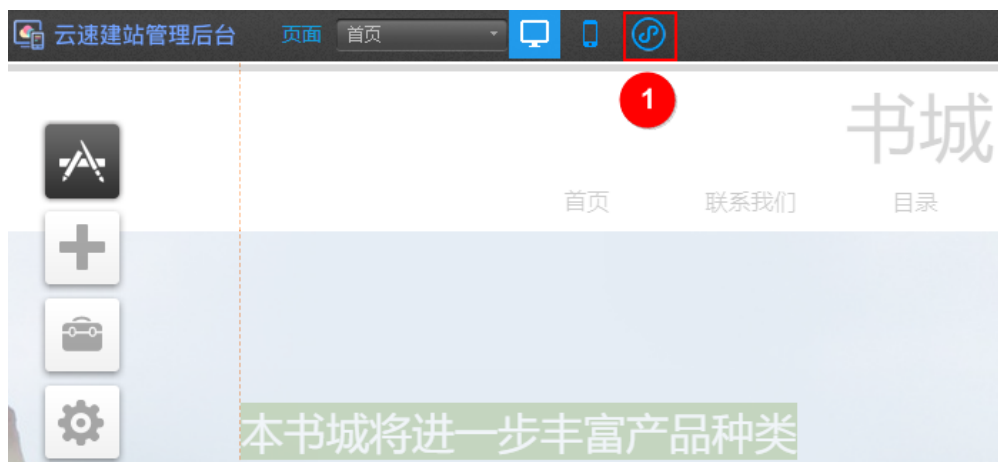 云速建站管理后台 页面 首页
1
书城
首页 联系我们 目录
本书城将进一步丰富产品种类